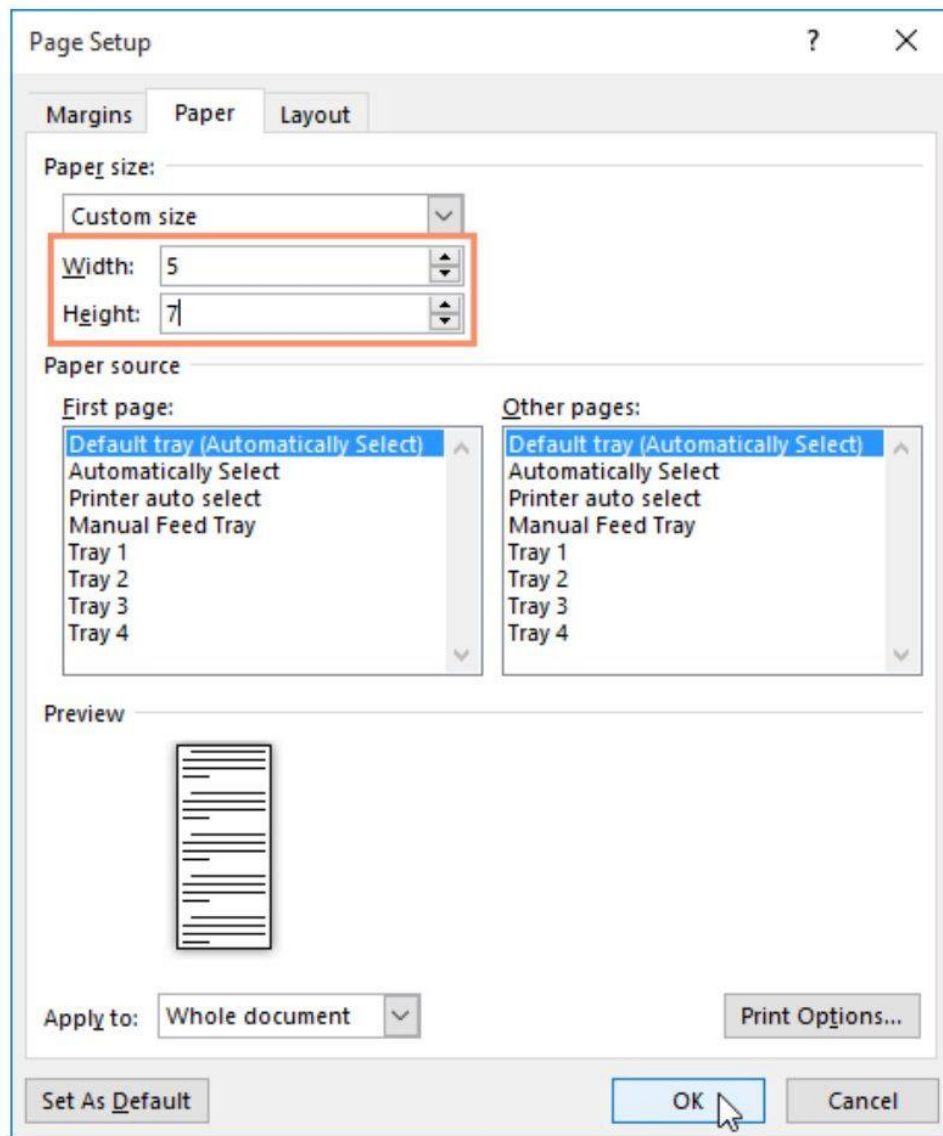 Page Setup ?
Margins Paper Layout
Paper size:
Custom size
Width: 5
Height: 7
Paper source
First page: Other pages:
Default tray (Automatically Select) Default tray (Automatically Select)
Automatically Select Automatically Select
Printer auto select Printer auto select
Manual Feed Tray Manual Feed Tray
Tray 1 Tray 1
Tray 2 Tray 2
Tray 3 Tray 3
Tray 4 Tray 4
Preview
Apply to: Whole document Print Options...
Set As Default OK Cancel